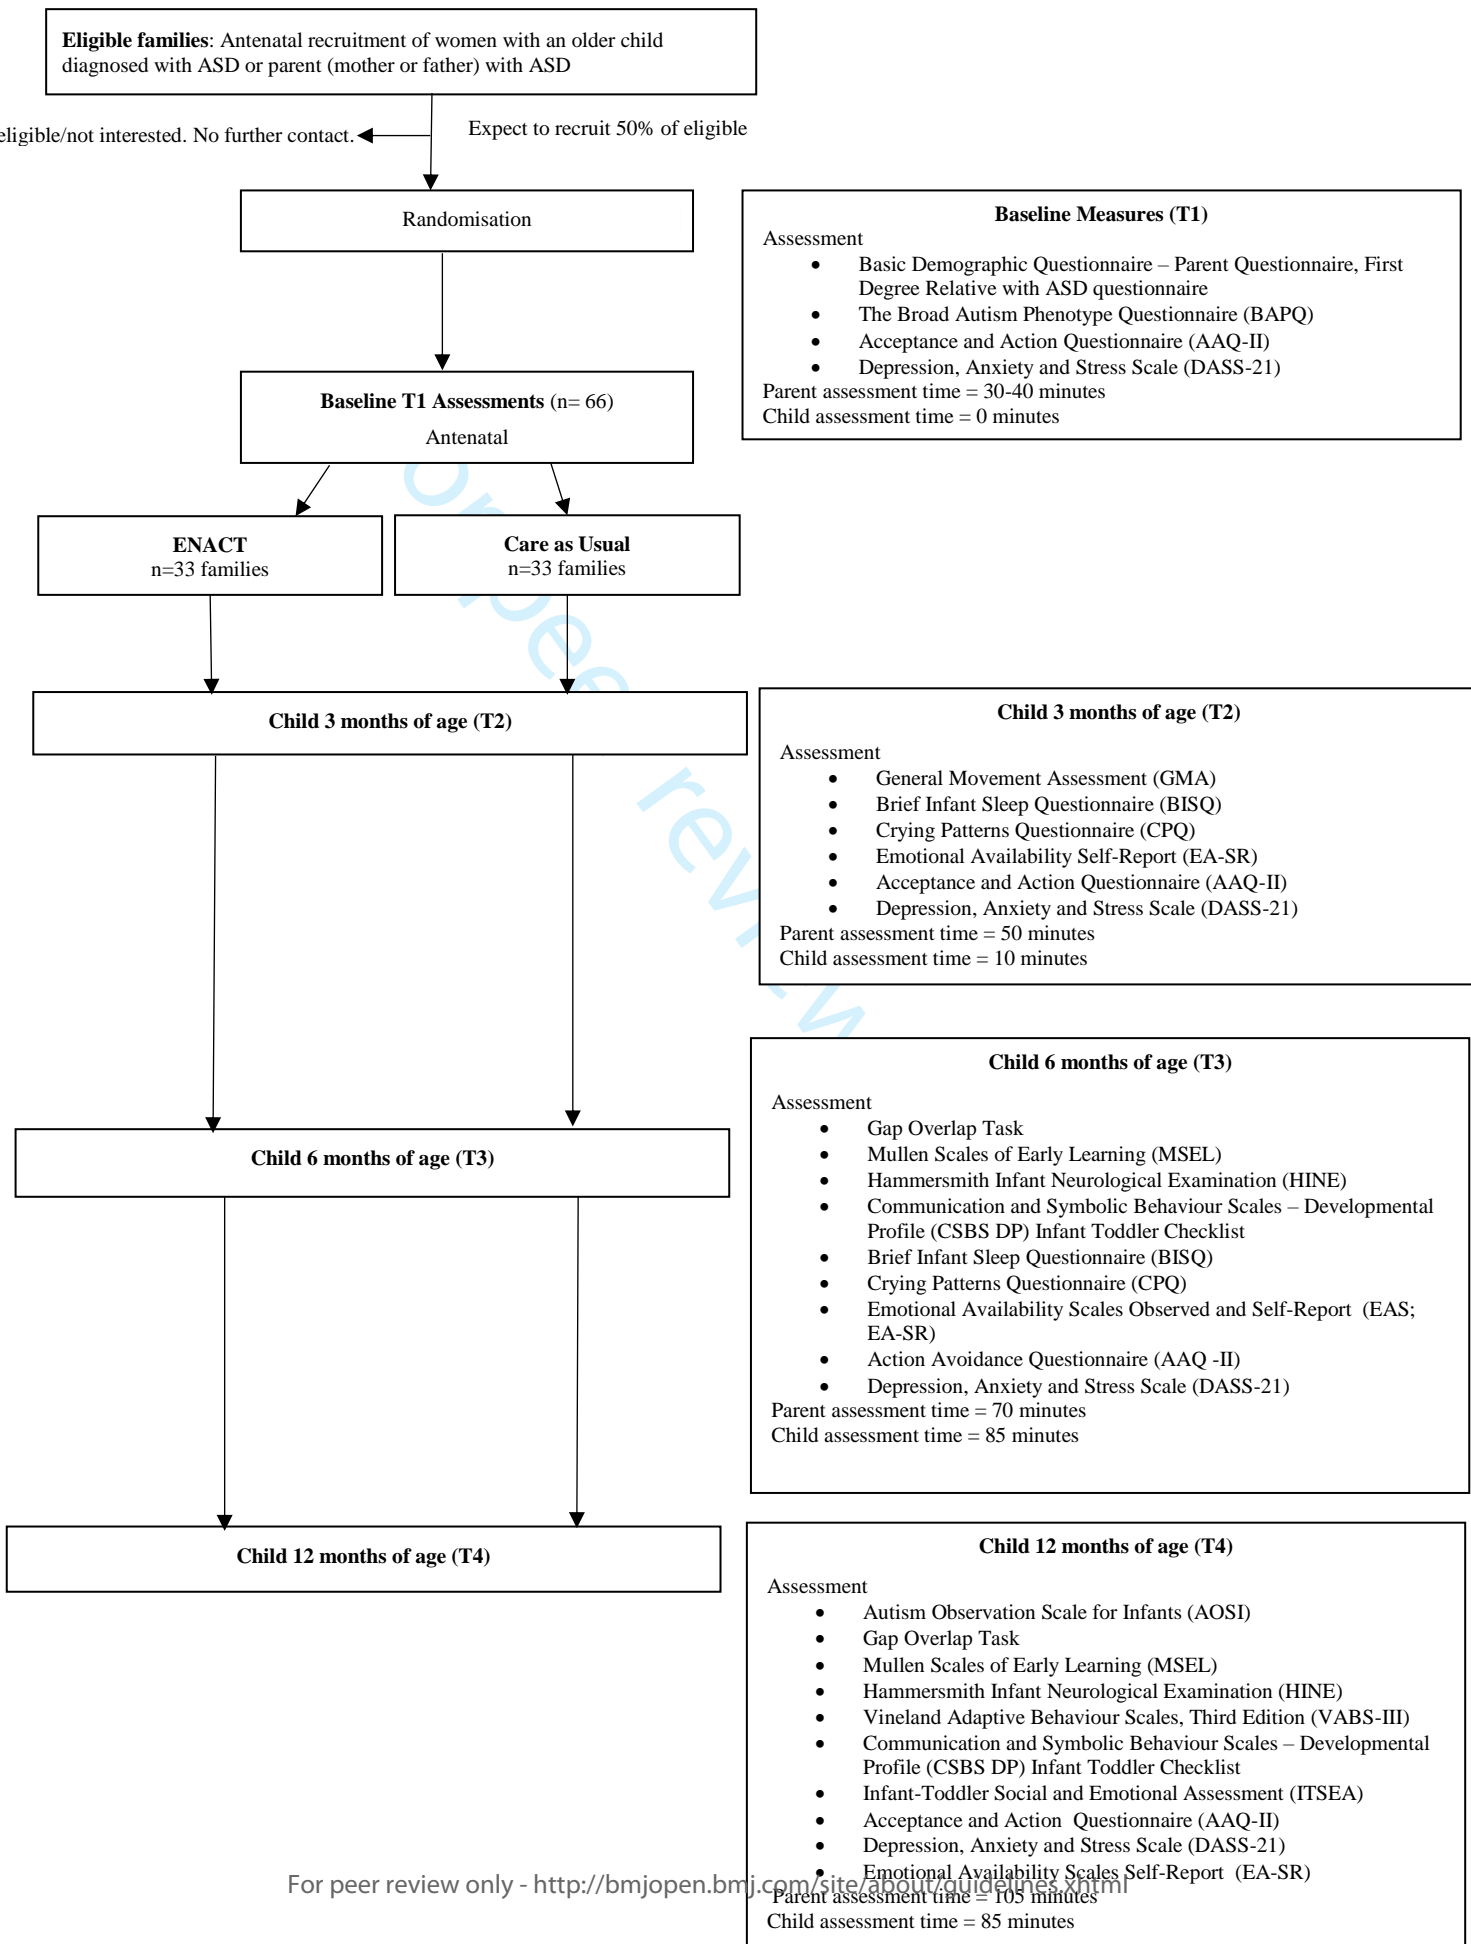 Eligible families: Antenatal recruitment of women with an older child
diagnosed with ASD or parent (mother or father) with ASD
eligible/not interested. No further contact.
Expect to recruit 50% of eligible
Randomisation
Baseline Measures (T1)
Assessment
• Basic Demographic Questionnaire – Parent Questionnaire, First
Degree Relative with ASD questionnaire
• The Broad Autism Phenotype Questionnaire (BAPQ)
• Acceptance and Action Questionnaire (AAQ-II)
• Depression, Anxiety and Stress Scale (DASS-21)
Parent assessment time = 30-40 minutes
Child assessment time = 0 minutes
Baseline T1 Assessments (n= 66)
Antenatal
ENACT
n=33 families
Care as Usual
n=33 families
Child 3 months of age (T2)
Child 3 months of age (T2)
Assessment
• General Movement Assessment (GMA)
• Brief Infant Sleep Questionnaire (BISQ)
• Crying Patterns Questionnaire (CPQ)
• Emotional Availability Self-Report (EA-SR)
• Acceptance and Action Questionnaire (AAQ-II)
• Depression, Anxiety and Stress Scale (DASS-21)
Parent assessment time = 50 minutes
Child assessment time = 10 minutes
Child 6 months of age (T3)
Child 6 months of age (T3)
Assessment
• Gap Overlap Task
• Mullen Scales of Early Learning (MSEL)
• Hammersmith Infant Neurological Examination (HINE)
• Communication and Symbolic Behaviour Scales – Developmental
Profile (CSBS DP) Infant Toddler Checklist
• Brief Infant Sleep Questionnaire (BISQ)
• Crying Patterns Questionnaire (CPQ)
• Emotional Availability Scales Observed and Self-Report (EAS;
EA-SR)
• Action Avoidance Questionnaire (AAQ -II)
• Depression, Anxiety and Stress Scale (DASS-21)
Parent assessment time = 70 minutes
Child assessment time = 85 minutes
Child 12 months of age (T4)
Child 12 months of age (T4)
Assessment
• Autism Observation Scale for Infants (AOSI)
• Gap Overlap Task
• Mullen Scales of Early Learning (MSEL)
• Hammersmith Infant Neurological Examination (HINE)
• Vineland Adaptive Behaviour Scales, Third Edition (VABS-III)
• Communication and Symbolic Behaviour Scales – Developmental
Profile (CSBS DP) Infant Toddler Checklist
• Infant-Toddler Social and Emotional Assessment (ITSEA)
• Acceptance and Action Questionnaire (AAQ-II)
• Depression, Anxiety and Stress Scale (DASS-21)
• Emotional Availability Scales Self-Report (EA-SR)
Parent assessment time = 105 minutes
Child assessment time = 85 minutes
For peer review only - http://bmjopen.bmj.com/site/about/guidelines.xhtml